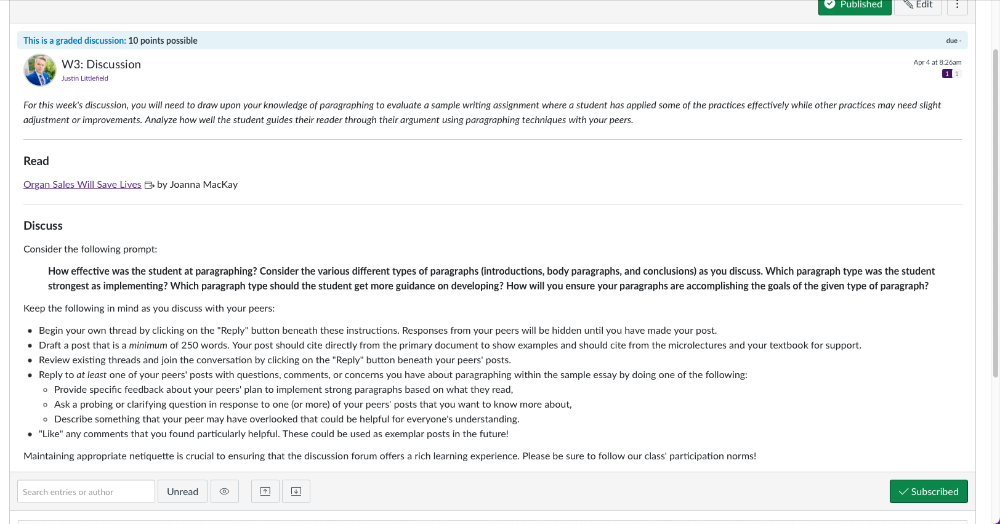 Published
Edit
This is a graded discussion: 10 points possible
due -
W3: Discussion
Justin Littlefield
Apr 4 at 8:26am
1 1
For this week's discussion, you will need to draw upon your knowledge of paragraphing to evaluate a sample writing assignment where a student has applied some of the practices effectively while other practices may need slight
adjustment or improvements. Analyze how well the student guides their reader through their argument using paragraphing techniques with your peers.
Read
Organ Sales Will Save Lives by Joanna MacKay
Discuss
Consider the following prompt:
How effective was the student at paragraphing? Consider the various different types of paragraphs (introductions, body paragraphs, and conclusions) as you discuss. Which paragraph type was the student
strongest as implementing? Which paragraph type should the student get more guidance on developing? How will you ensure your paragraphs are accomplishing the goals of the given type of paragraph?
Keep the following in mind as you discuss with your peers:
Begin your own thread by clicking on the "Reply" button beneath these instructions. Responses from your peers will be hidden until you have made your post.
Draft a post that is a minimum of 250 words. Your post should cite directly from the primary document to show examples and should cite from the microlectures and your textbook for support.
Review existing threads and join the conversation by clicking on the "Reply" button beneath your peers' posts.
Reply to at least one of your peers' posts with questions, comments, or concerns you have about paragraphing within the sample essay by doing one of the following:
Provide specific feedback about your peers' plan to implement strong paragraphs based on what they read,
Ask a probing or clarifying question in response to one (or more) of your peers' posts that you want to know more about,
Describe something that your peer may have overlooked that could be helpful for everyone's understanding.
"Like" any comments that you found particularly helpful. These could be used as exemplar posts in the future!
Maintaining appropriate netiquette is crucial to ensuring that the discussion forum offers a rich learning experience. Please be sure to follow our class' participation norms!
Search entries or author
Unread
Subscribed